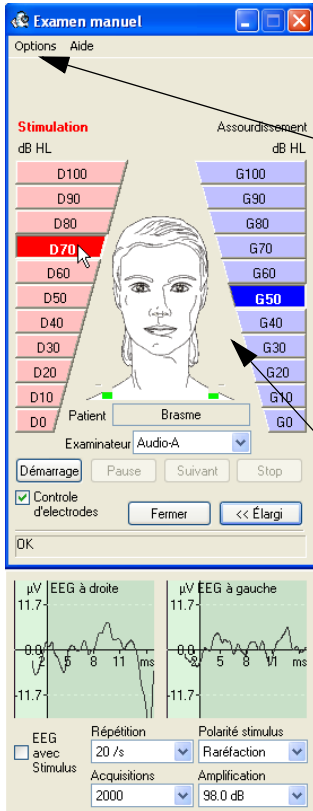 Examen manuel
Options Aide
Stimulation Assourdissement
dB HL dB HL
D100 G100
D90 G90
D80 G80
D70 G70
D60 G60
D50 G50
D40 G40
D30 G30
D20 G20
D10 G10
D0 G0
Patient Brasme
Examinateur Audio-A
Démarrage Pause Suivant Stop
Controle
d'electrodes Fermer << Élargi
OK
µV EEG à droite µV EEG à gauche
11.7 11.7
0.0 2 5 8 11 ms 0.0 2 5 8 11 ms
-11.7 -11.7
EEG
avec
Stimulus
Répétition Polarité stimulus
20 /s Raréfaction
Acquisitions Amplification
2000 98.0 dB